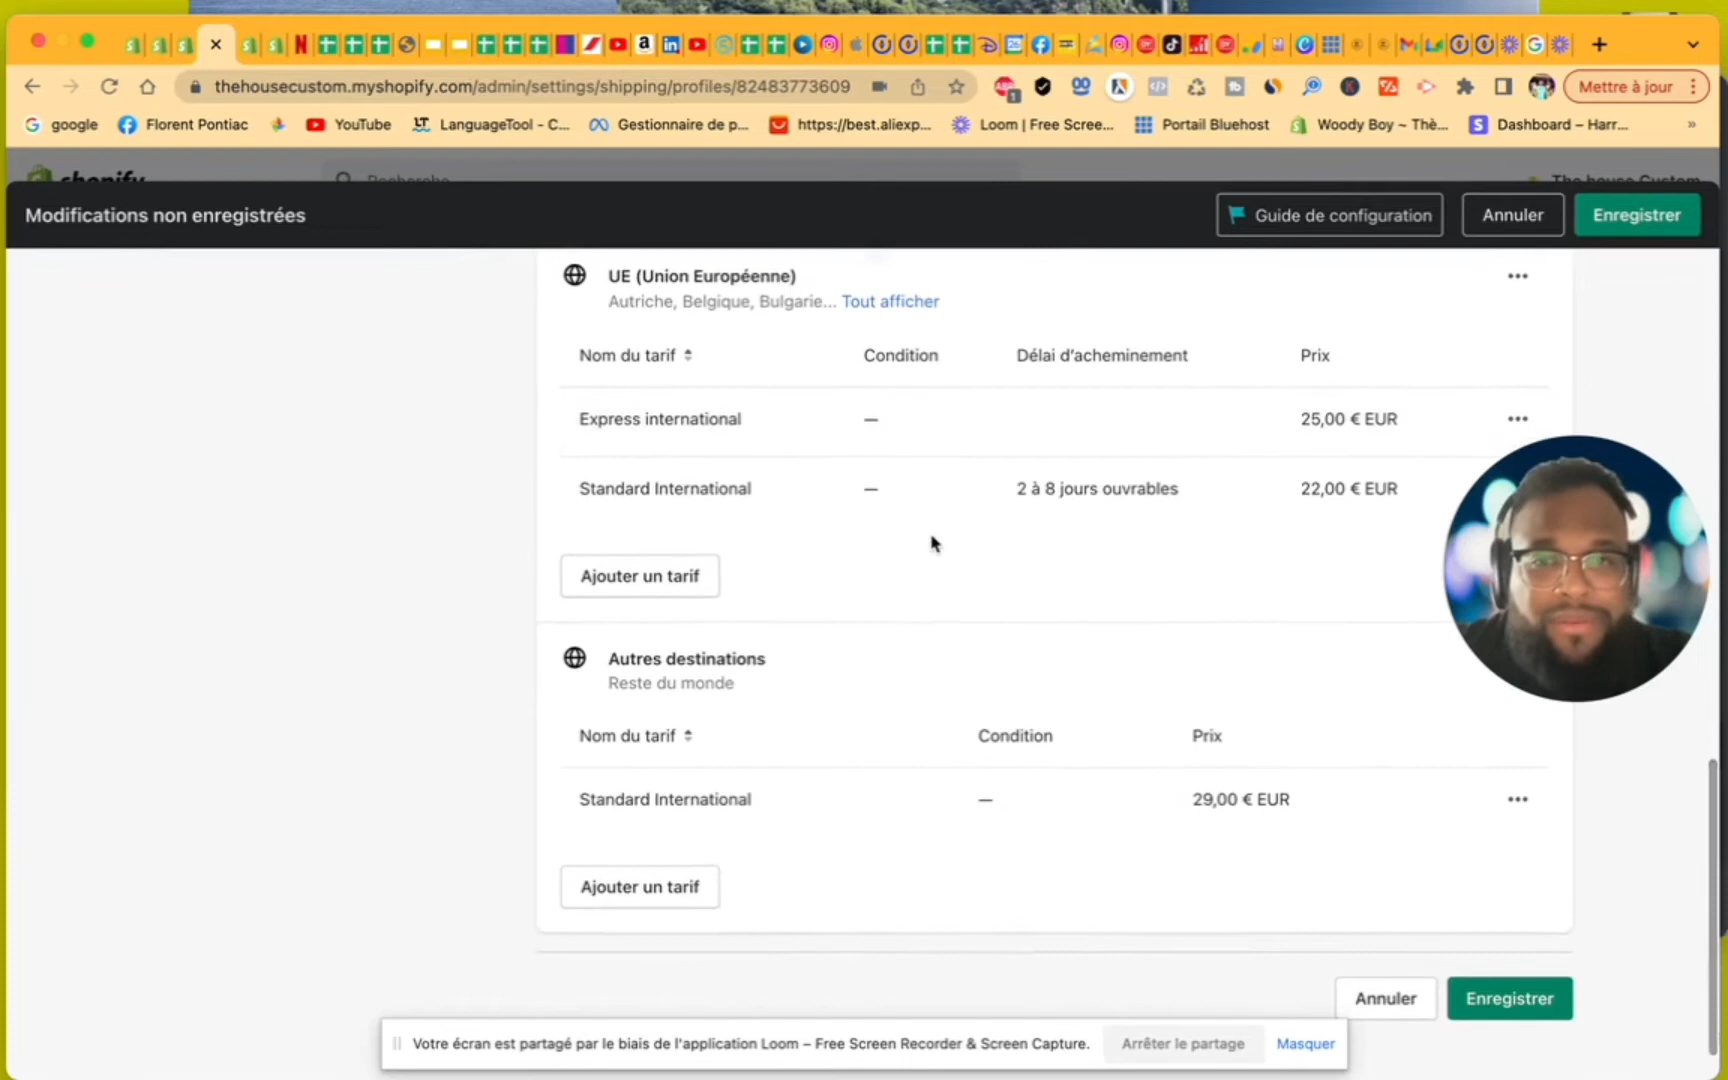 thehousecustom.myshopify.com/admin/settings/shipping/profiles/82483773609
Mettre à jour
google
Florent Pontiac
YouTube
LanguageTool - C...
Gestionnaire de p...
https://best.aliexp...
Loom | Free Scree...
Portail Bluehost
Woody Boy ~ Thè...
Dashboard – Harr...
»
shopify
Recherche
The house Custom
Modifications non enregistrées
Guide de configuration
Annuler
Enregistrer
UE (Union Européenne)
Autriche, Belgique, Bulgarie... Tout afficher
Nom du tarif Condition Délai d'acheminement Prix
Express international — 25,00 € EUR
Standard International — 2 à 8 jours ouvrables 22,00 € EUR
Ajouter un tarif
Autres destinations
Reste du monde
Nom du tarif Condition Prix
Standard International — 29,00 € EUR
Ajouter un tarif
Annuler
Enregistrer
Votre écran est partagé par le biais de l'application Loom – Free Screen Recorder & Screen Capture.
Arrêter le partage
Masquer